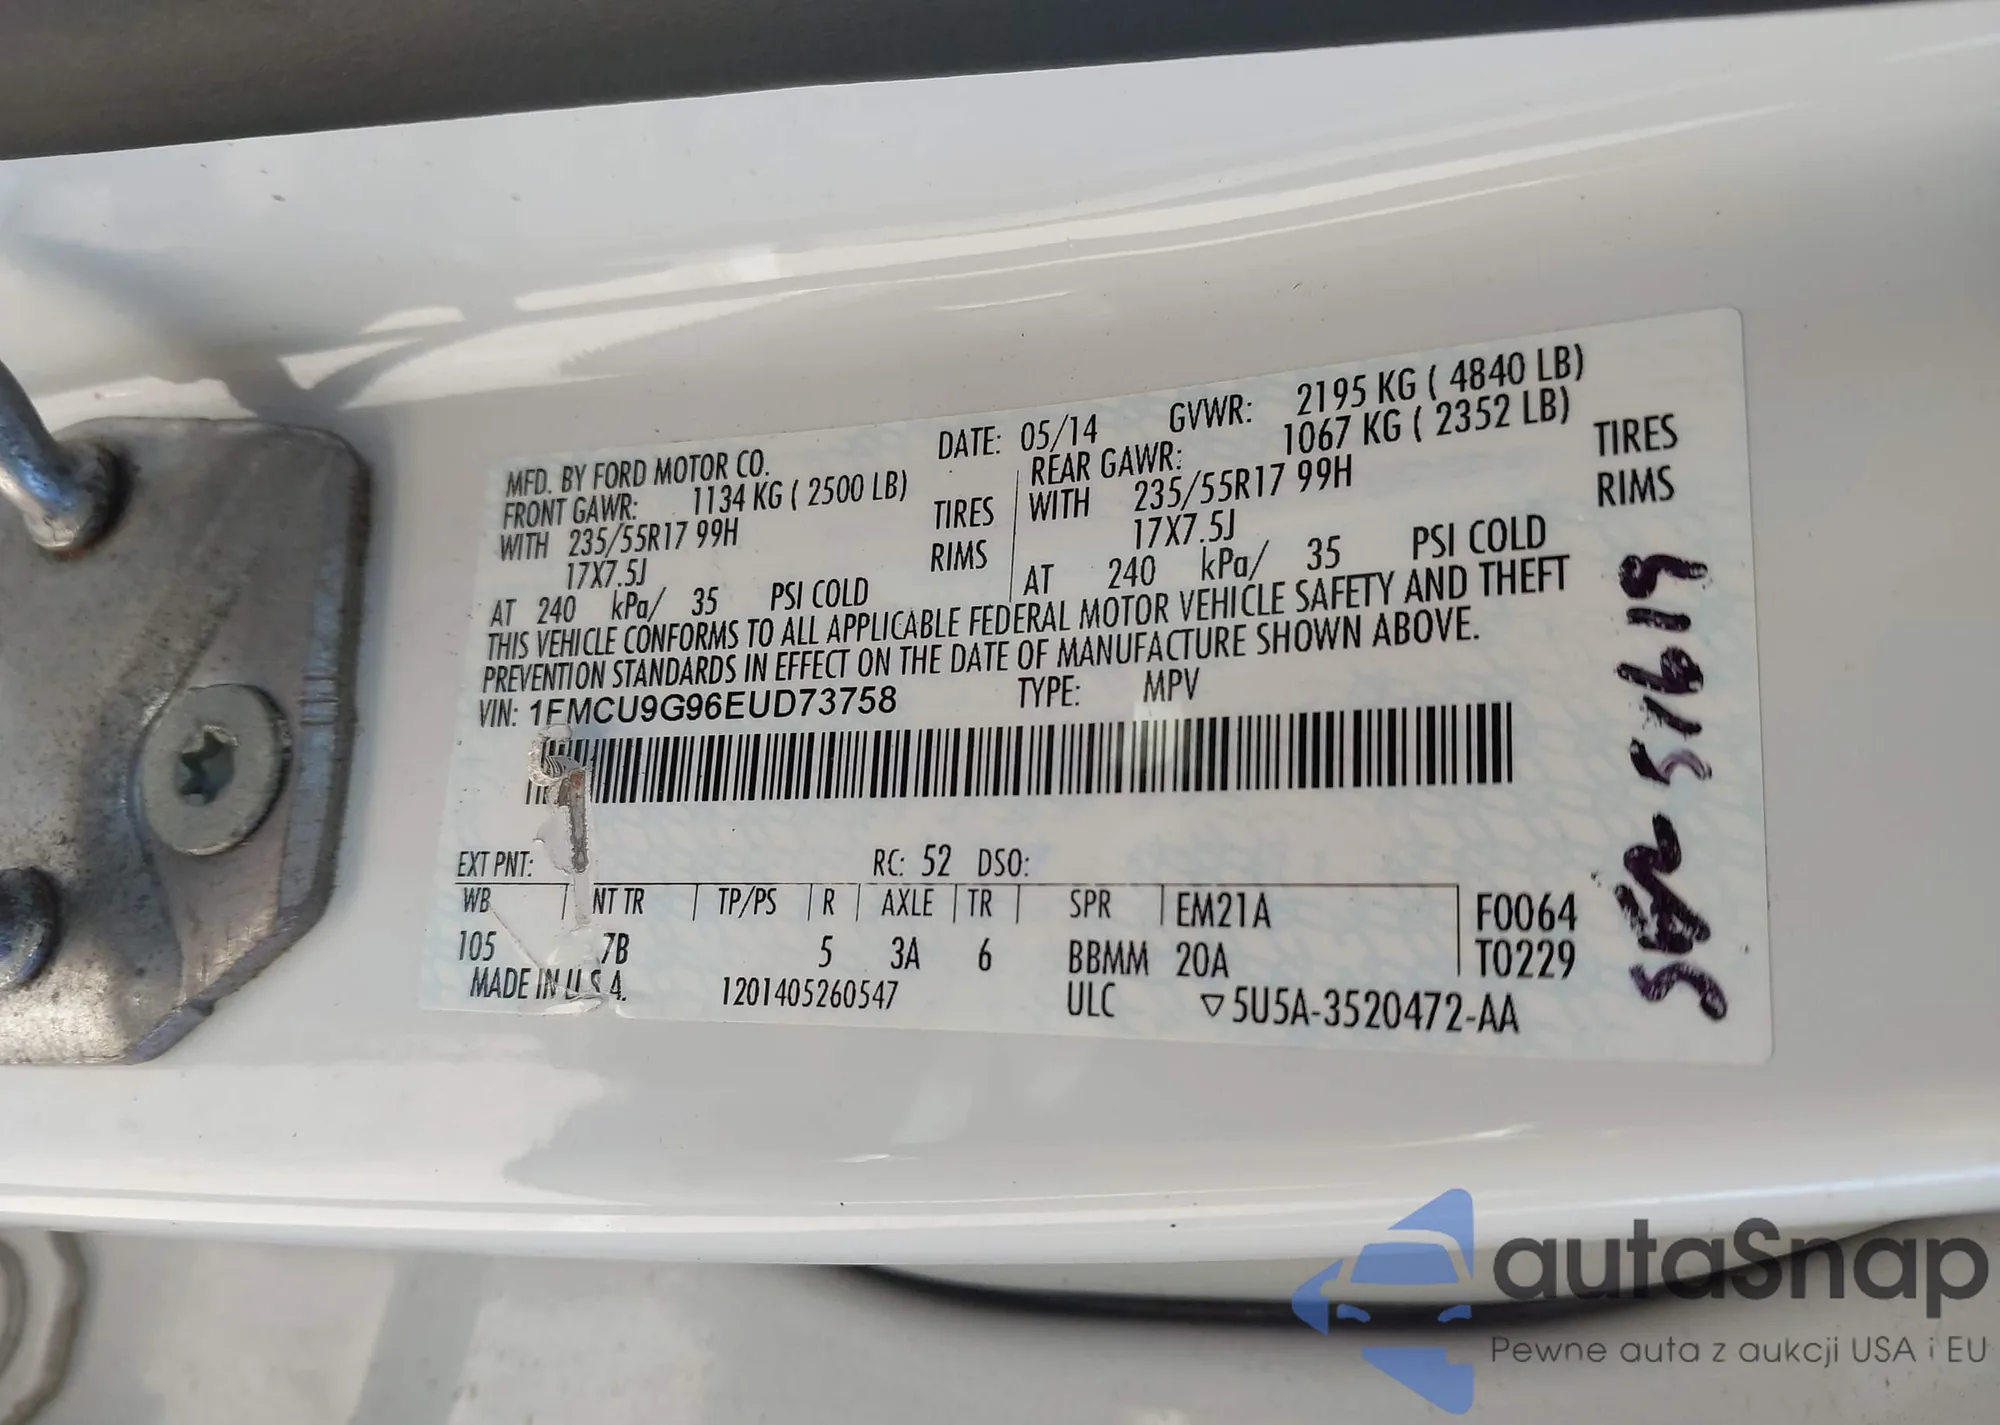 MFD. BY FORD MOTOR CO. DATE: 05/14 GVWR: 2195 KG ( 4840 LB)
FRONT GAWR: 1134 KG ( 2500 LB) REAR GAWR: 1067 KG ( 2352 LB)
WITH 235/55R17 99H TIRES WITH 235/55R17 99H TIRES
17X7.5J RIMS 17X7.5J RIMS
AT 240 kPa/ 35 PSI COLD AT 240 kPa/ 35 PSI COLD
THIS VEHICLE CONFORMS TO ALL APPLICABLE FEDERAL MOTOR VEHICLE SAFETY AND THEFT
PREVENTION STANDARDS IN EFFECT ON THE DATE OF MANUFACTURE SHOWN ABOVE.
VIN: 1FMCU9G96EUD73758 TYPE: MPV
EXT PNT: RC: 52 DSO:
WB NT TR TP/PS R AXLE TR SPR EM21A F0064
105 7B 5 3A 6 BBMM 20A T0229
MADE IN U.S.A. 1201405260547 ULC ▽5U5A-3520472-AA
autaSnap
Pewne auta z aukcji USA i EU